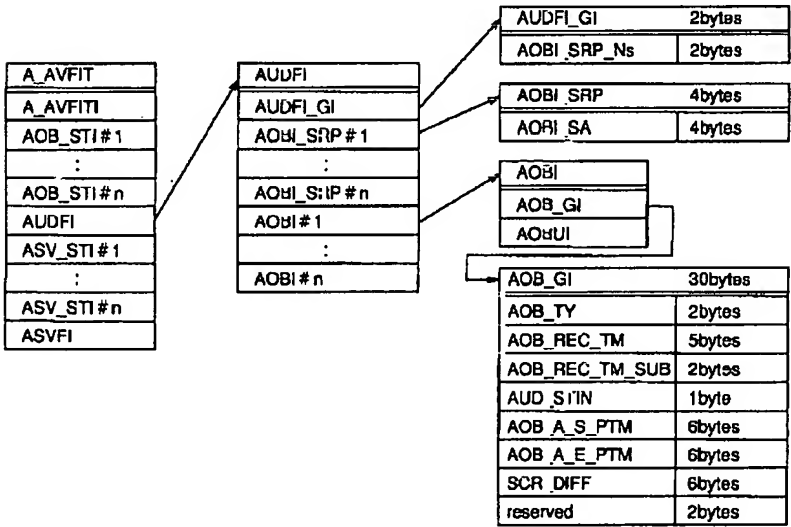 A_AVFIT
A_AVFITI
AOB_STI#1
:
AOB_STI#n
AUDFI
ASV_STI#1
:
ASV_STI#n
ASVFI
AUDFI
AUDFI_GI
AOBI_SRP#1
:
AOBI_SRP#n
AOBI#1
:
AOBI#n
AUDFI_GI 2bytes
AOBI_SRP_Ns 2bytes
AOBI_SRP 4bytes
AOBI_SA 4bytes
AOBI
AOB_GI
AOBUI
AOB_GI 30bytes
AOB_TY 2bytes
AOB_REC_TM 5bytes
AOB_REC_TM_SUB 2bytes
AUD_STIN 1byte
AOB_A_S_PTM 6bytes
AOB_A_E_PTM 6bytes
SCR_DIFF 6bytes
reserved 2bytes